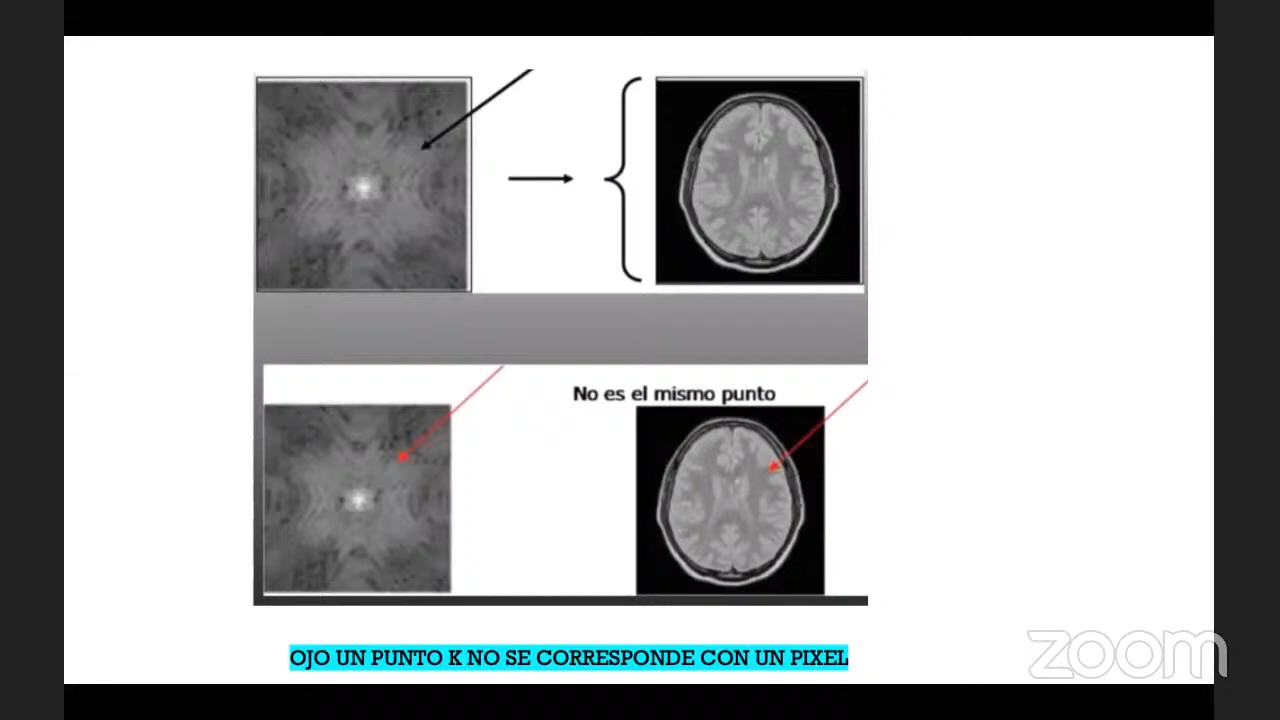 No es el mismo punto
OJO UN PUNTO K NO SE CORRESPONDE CON UN PIXEL
zoom